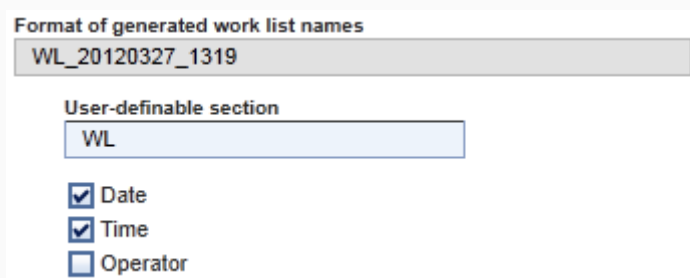 Format of generated work list names
WL_20120327_1319
User-definable section
WL
Date
Time
Operator